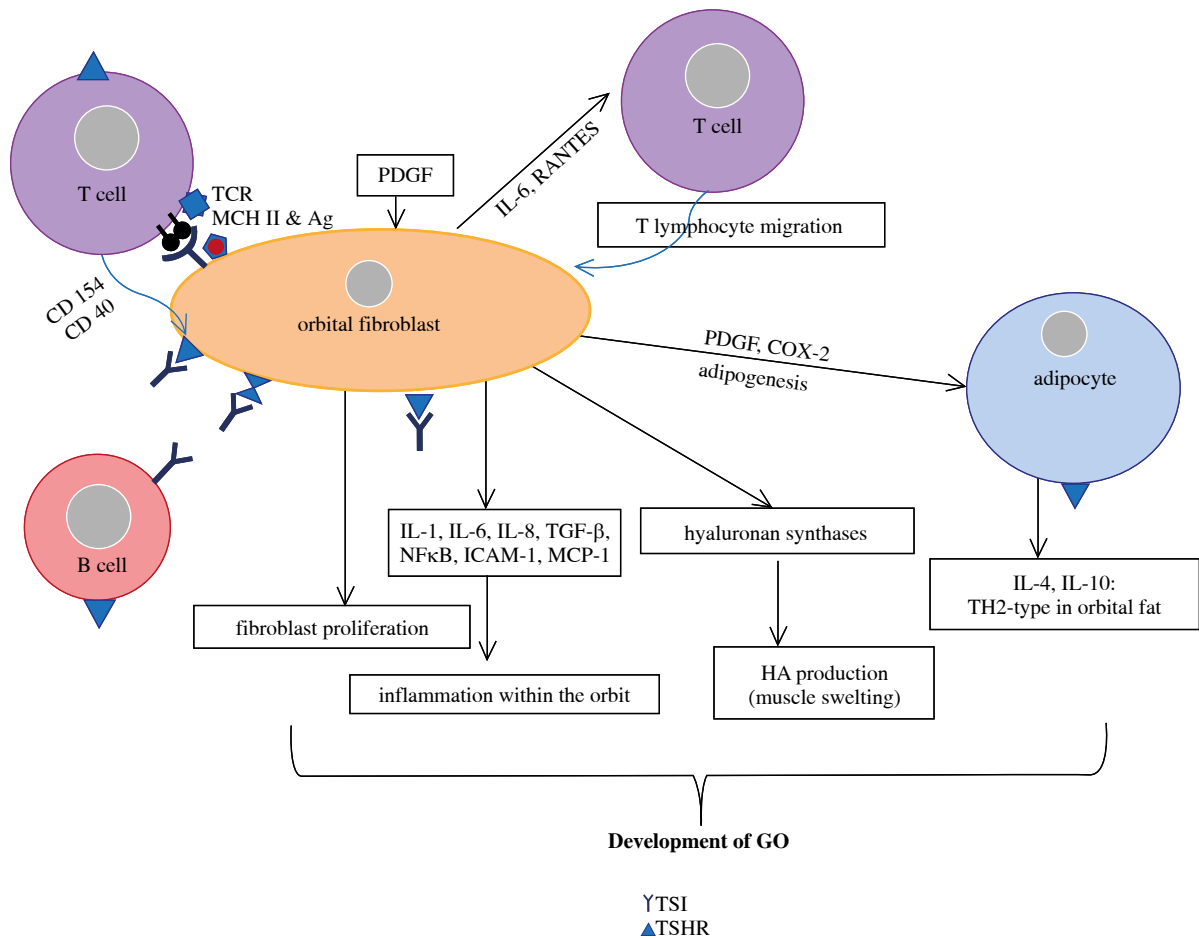 T cell
T cell
TCR
MCH II & Ag
PDGF
IL-6, RANTES
T lymphocyte migration
CD 154
CD 40
orbital fibroblast
PDGF, COX-2
adipogenesis
adipocyte
B cell
IL-1, IL-6, IL-8, TGF-β,
NFκB, ICAM-1, MCP-1
hyaluronan synthases
IL-4, IL-10:
TH2-type in orbital fat
fibroblast proliferation
inflammation within the orbit
HA production
(muscle swelting)
Development of GO
TSI
TSHR